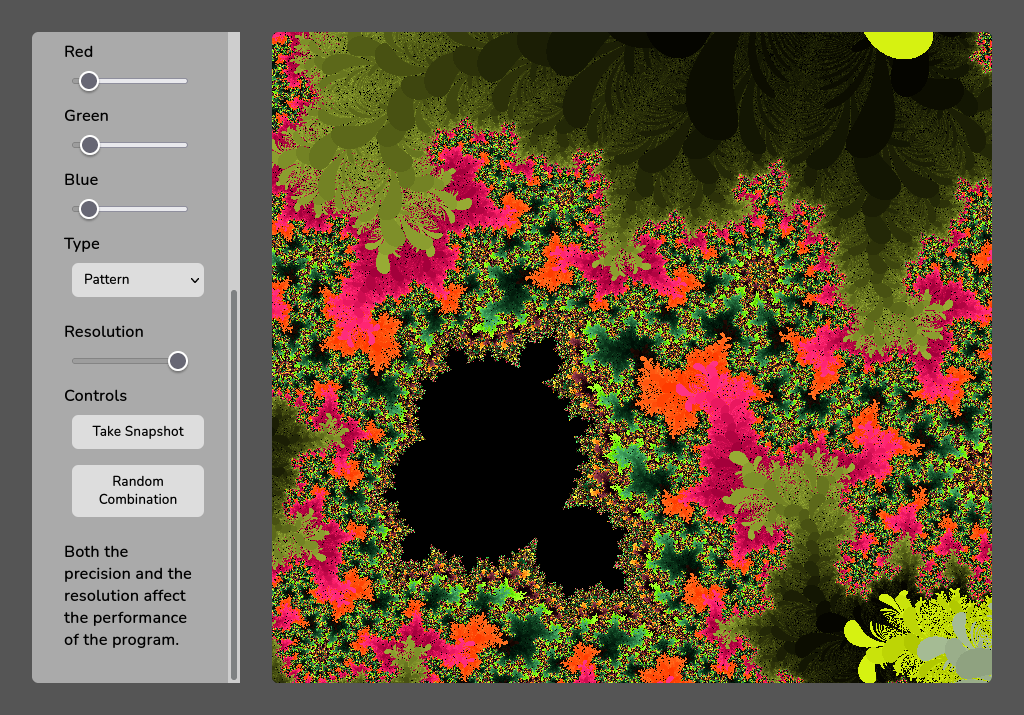 Red
Green
Blue
Type
Pattern
Resolution
Controls
Take Snapshot
Random
Combination
Both the
precision and the
resolution affect
the performance
of the program.